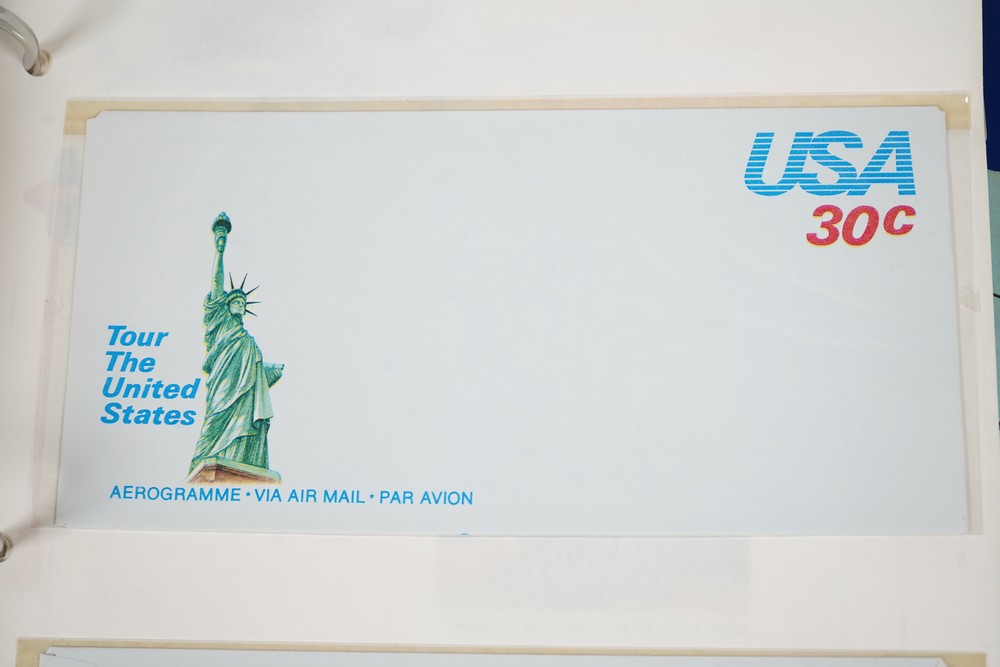 USA
30c
Tour
The
United
States
AEROGRAMME • VIA AIR MAIL • PAR AVION